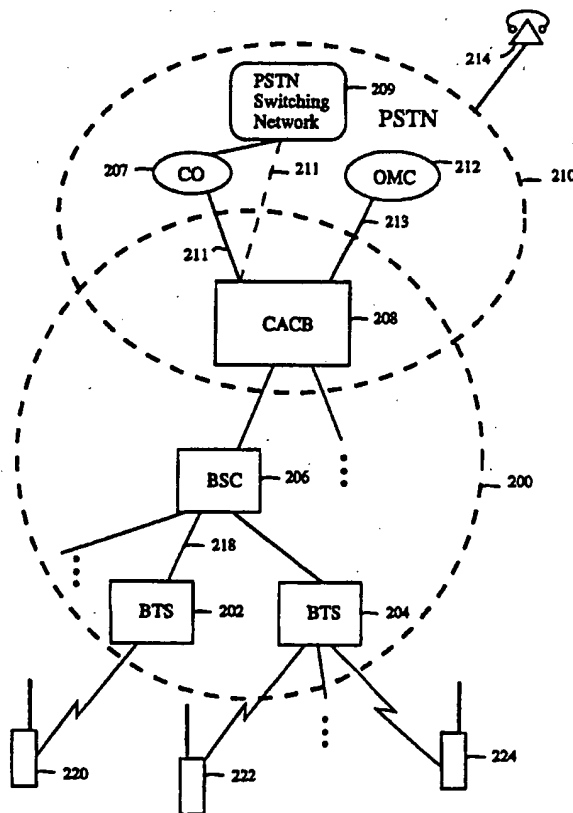 214
PSTN
Switching
Network
209
PSTN
207
CO
211
OMC
212
210
211
213
CACB
208
BSC
206
200
218
BTS
202
BTS
204
220
222
224